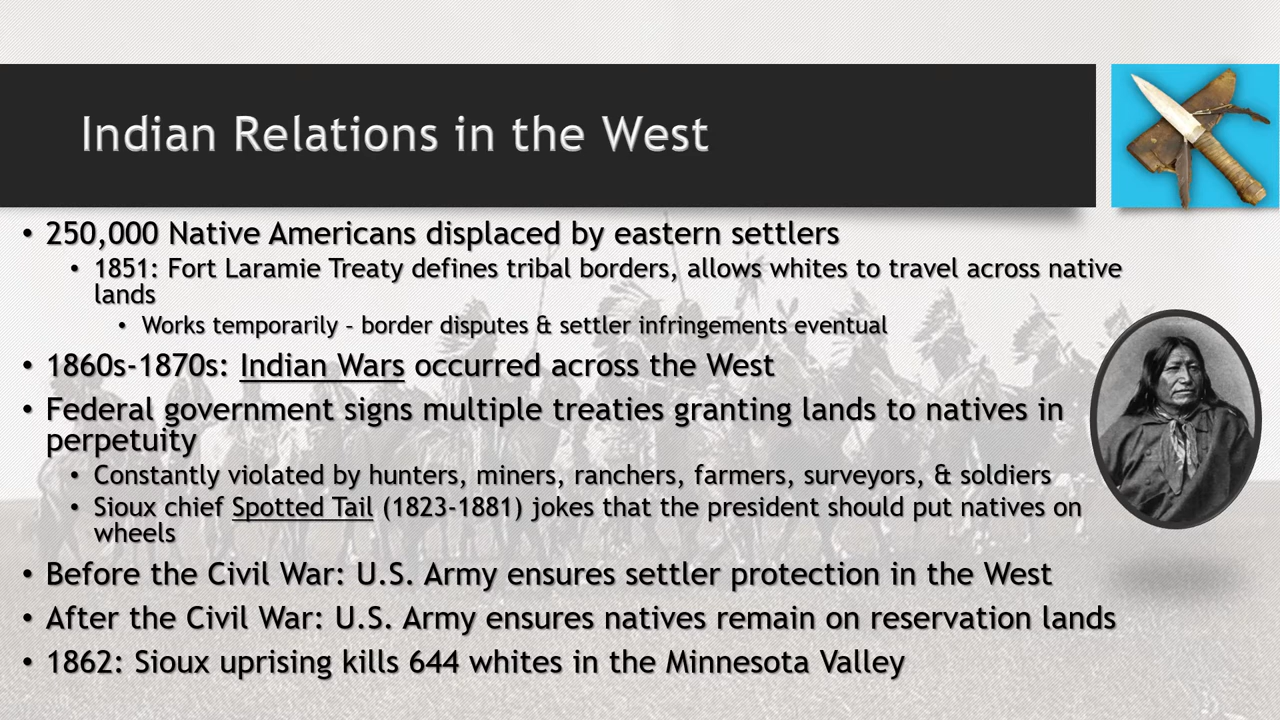 Indian Relations in the West
• 250,000 Native Americans displaced by eastern settlers
• 1851: Fort Laramie Treaty defines tribal borders, allows whites to travel across native
lands
• Works temporarily – border disputes & settler infringements eventual
• 1860s-1870s: Indian Wars occurred across the West
• Federal government signs multiple treaties granting lands to natives in
perpetuity
• Constantly violated by hunters, miners, ranchers, farmers, surveyors, & soldiers
• Sioux chief Spotted Tail (1823-1881) jokes that the president should put natives on
wheels
• Before the Civil War: U.S. Army ensures settler protection in the West
• After the Civil War: U.S. Army ensures natives remain on reservation lands
• 1862: Sioux uprising kills 644 whites in the Minnesota Valley